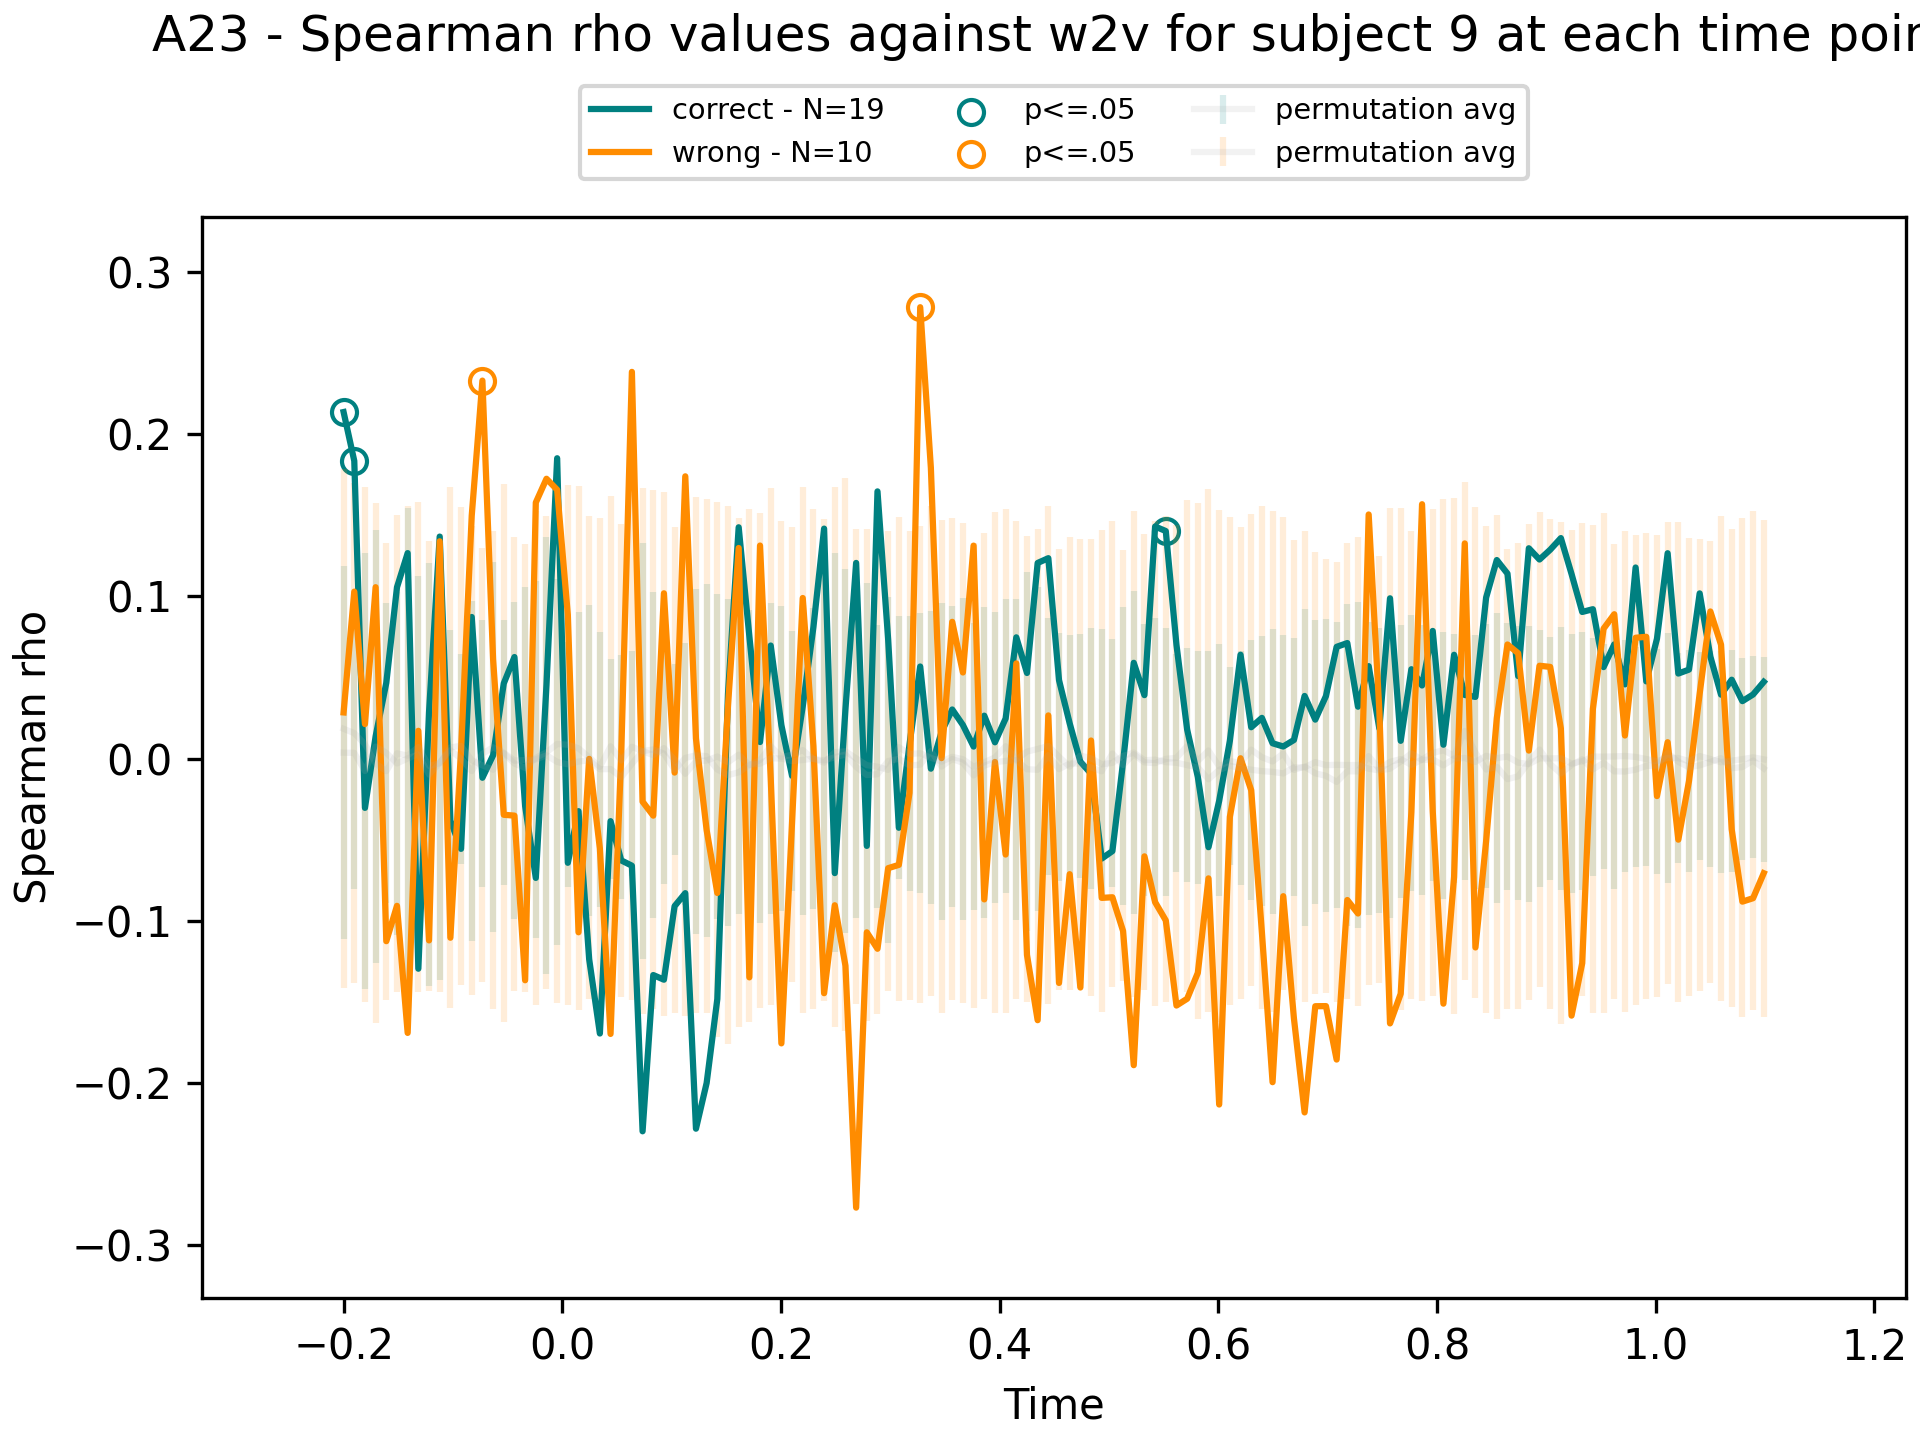 A23 - Spearman rho values against w2v for subject 9 at each time poin
correct - N=19
wrong - N=10
p<=.05
p<=.05
permutation avg
permutation avg
Spearman rho
0.3
0.2
0.1
0.0
−0.1
−0.2
−0.3
−0.2
0.0
0.2
0.4
0.6
0.8
1.0
1.2
Time